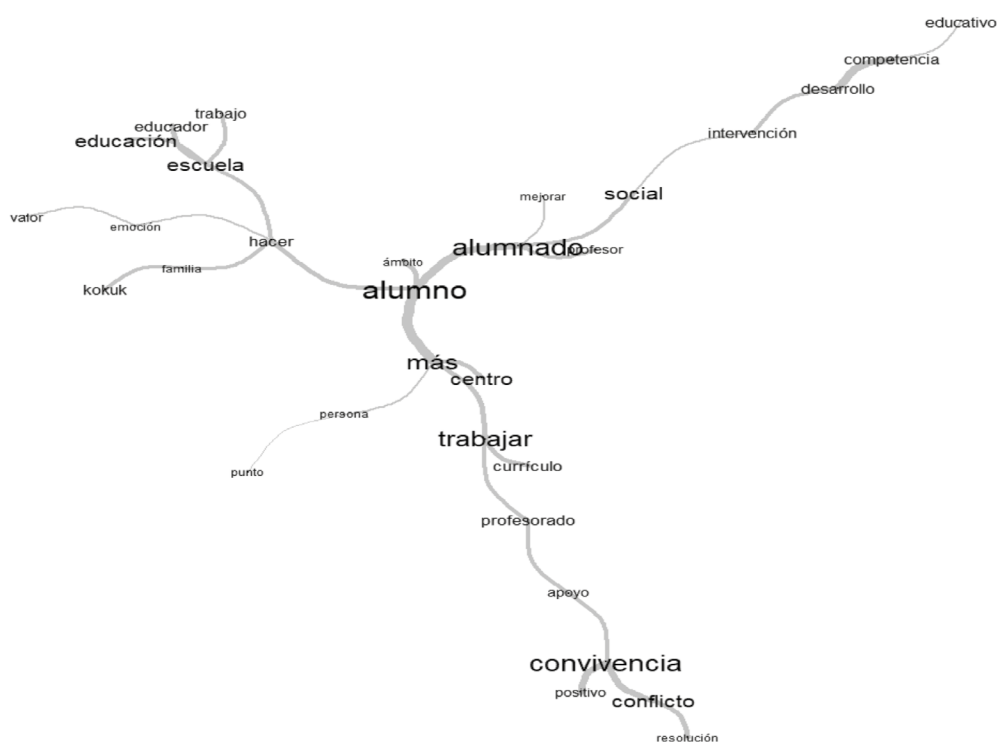 educativo
competencia
desarrollo
trabajo
educador
intervención
educación
escuela
social
mejorar
valor
emoción
hacer
alumnado
profesor
ámbito
familia
kokuk
alumno
más
centro
persona
trabajar
currículo
punto
profesorado
apoyo
convivencia
positivo
conflicto
resolución